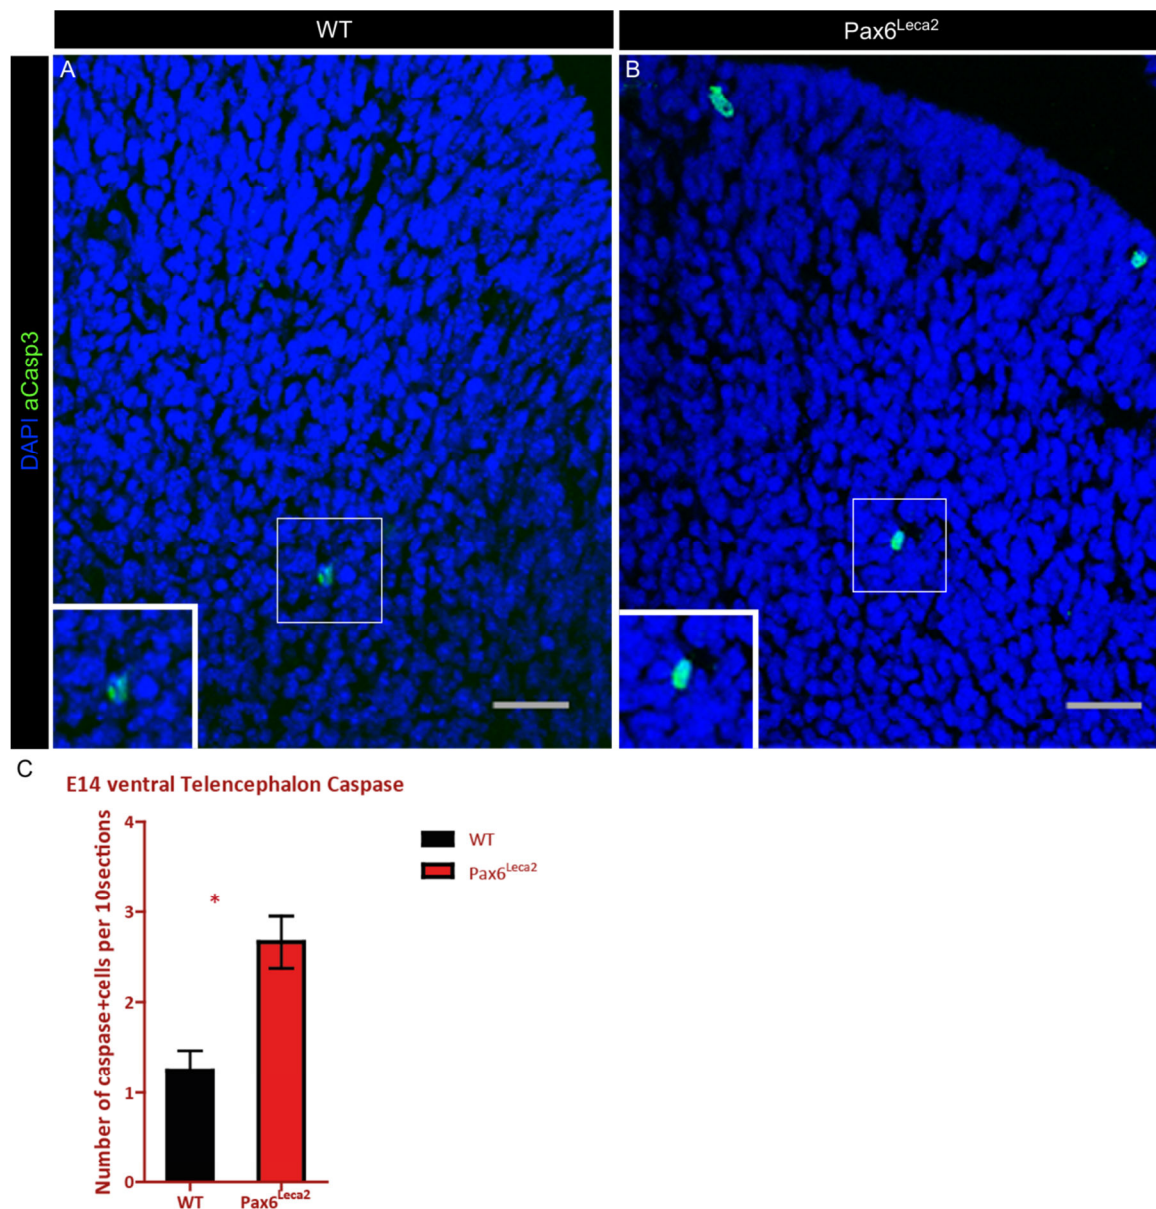 WT
Pax6Leca2
A
B
DAPI aCasp3
C
E14 ventral Telencephalon Caspase
Number of caspase+cells per 10sections
4
3
2
1
0
*
WT
Pax6Leca2
WT
Pax6Leca2